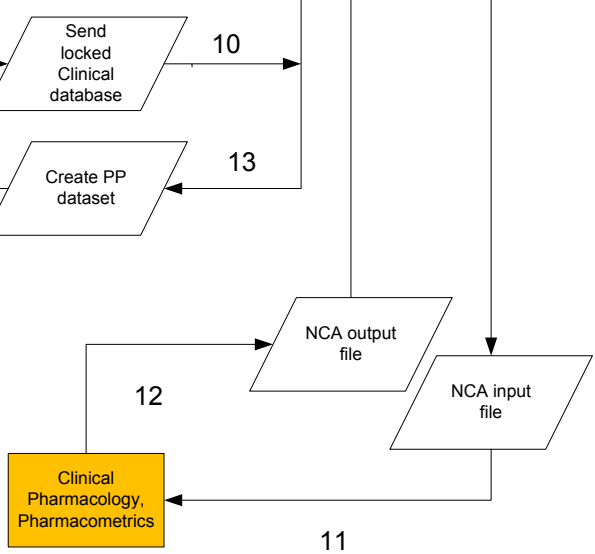 Send
locked
Clinical
database
10
Create PP
dataset
13
NCA output
file
NCA input
file
12
Clinical
Pharmacology,
Pharmacometrics
11